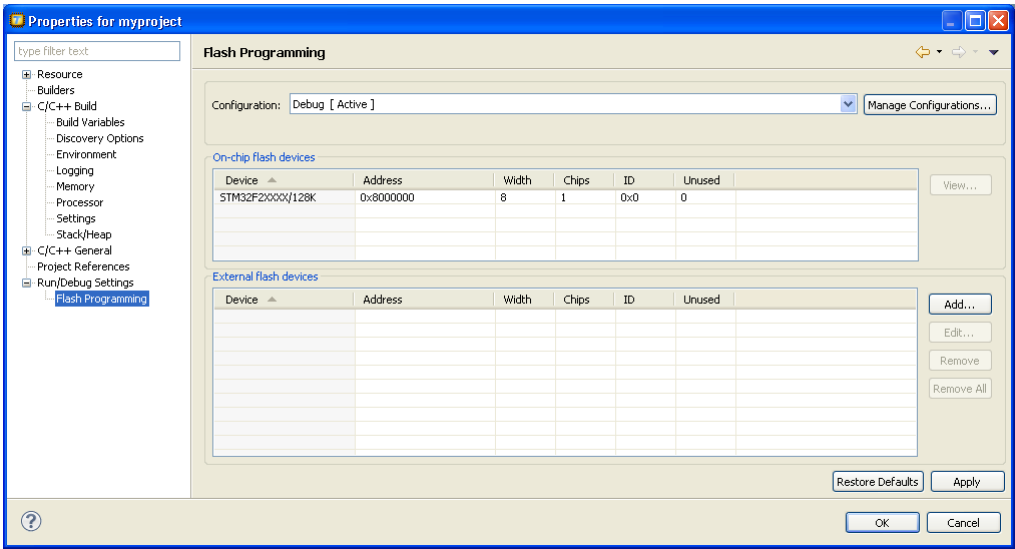 Properties for myproject
type filter text
Resource
Builders
C/C++ Build
Build Variables
Discovery Options
Environment
Logging
Memory
Processor
Settings
Stack/Heap
C/C++ General
Project References
Run/Debug Settings
Flash Programming
Flash Programming
Configuration: Debug [ Active ] Manage Configurations...
On-chip flash devices
Device Address Width Chips ID Unused
STM32F2XXXX/128K 0x8000000 8 1 0x0 0
View...
External flash devices
Device Address Width Chips ID Unused
Add...
Edit...
Remove
Remove All
Restore Defaults Apply
? OK Cancel